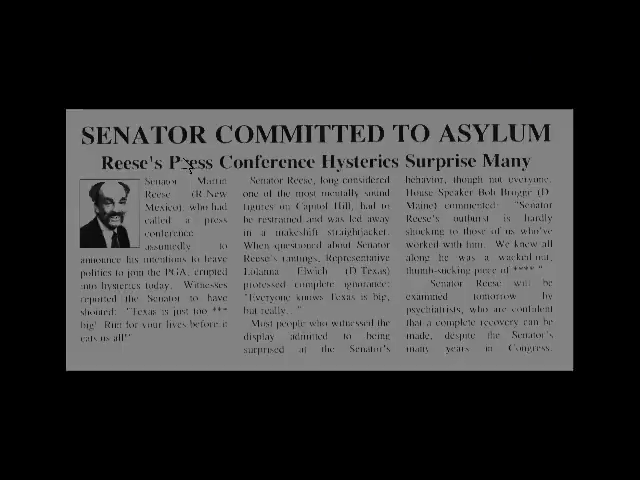 SENATOR COMMITTED TO ASYLUM
Reese's Press Conference Hysterics Surprise Many
Senator Martin
Reese (R-New
Mexico), who had
called a press
conference
assumedly to
announce his intentions to leave
politics to join the PGA, erupted
into hysterics today. Witnesses
reported the Senator to have
shouted: "Texas is just too ***
big! Run for your lives before it
eats us all!"
Senator Reese, long considered
one of the most mentally sound
figures on Capitol Hill, had to
be restrained and was led away
in a makeshift straightjacket.
When questioned about Senator
Reese's rantings, Representative
Lolanna Elwich (D-Texas)
professed complete ignorance:
"Everyone knows Texas is big,
but really..."
Most people who witnessed the
display admitted to being
surprised at the Senator's
behavior, though not everyone.
House Speaker Bob Brogge (D-
Maine) commented: "Senator
Reese's outburst is hardly
shocking to those of us who've
worked with him. We knew all
along he was a wacked-out,
thumb-sucking piece of ****."
Senator Reese will be
examined tomorrow by
psychiatrists, who are confident
that a complete recovery can be
made, despite the Senator's
many years in Congress.